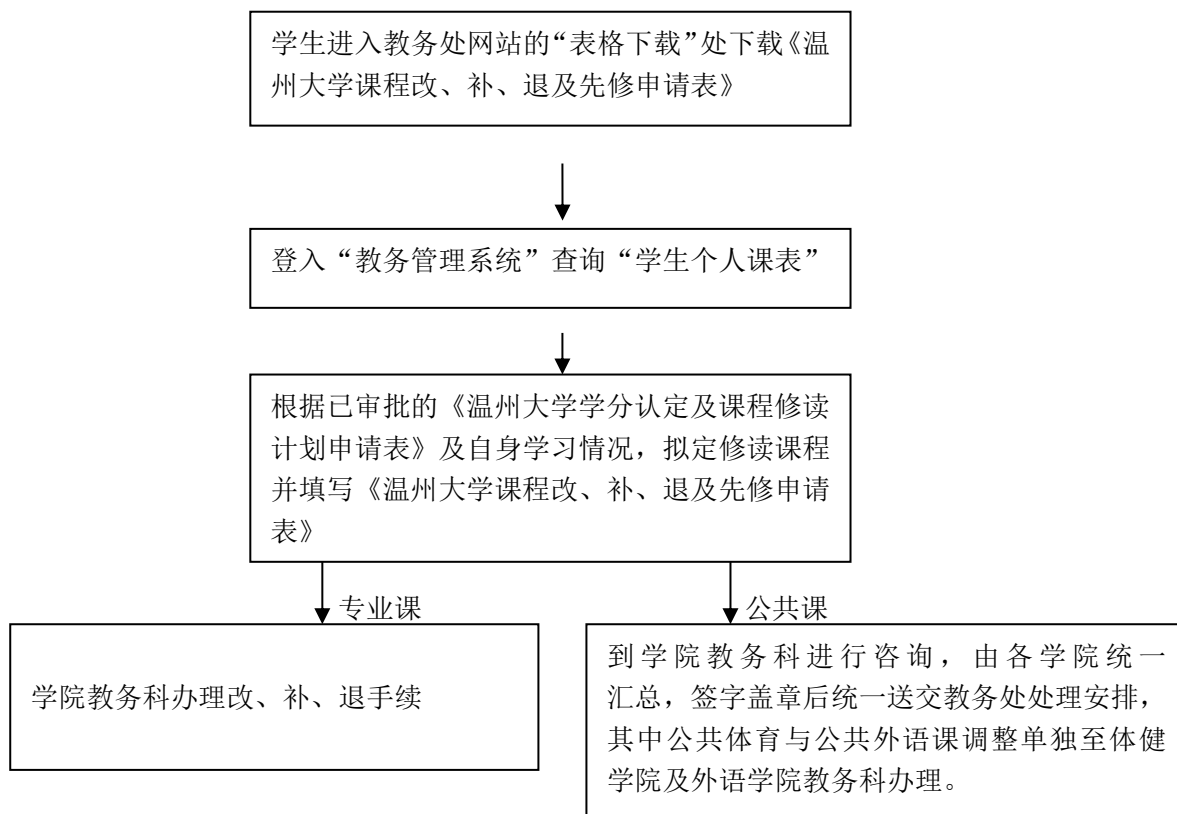 学生进入教务处网站的“表格下载”处下载《温
州大学课程改、补、退及先修申请表》
登入“教务管理系统”查询“学生个人课表”
根据已审批的《温州大学学分认定及课程修读
计划申请表》及自身学习情况，拟定修读课程
并填写《温州大学课程改、补、退及先修申请
表》
专业课
公共课
学院教务科办理改、补、退手续
到学院教务科进行咨询，由各学院统一
汇总，签字盖章后统一送交教务处处理安排，
其中公共体育与公共外语课调整单独至体健
学院及外语学院教务科办理。